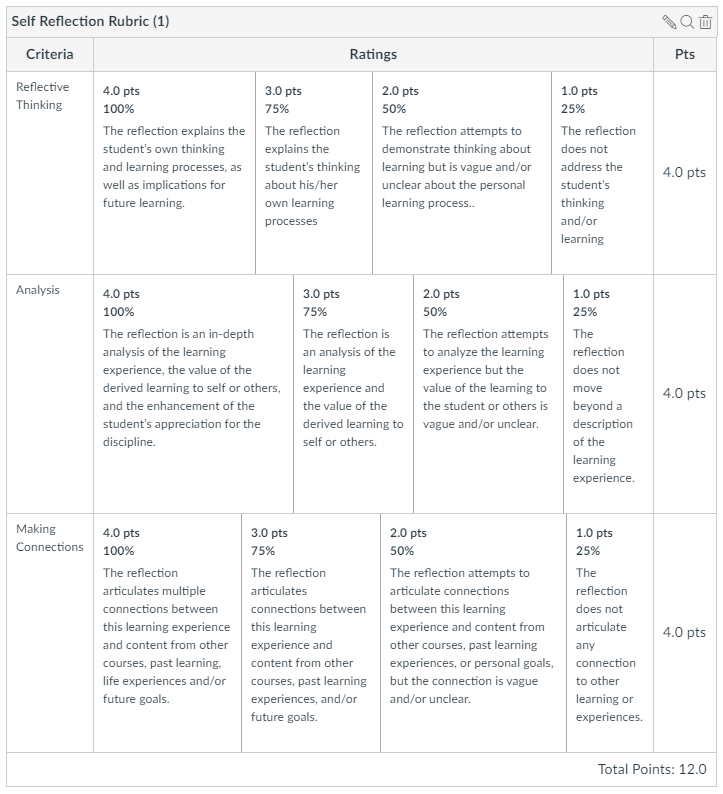 Self Reflection Rubric (1)
Criteria
Ratings
Pts
Reflective
Thinking
4.0 pts
100%
The reflection explains the
student's own thinking
and learning processes, as
well as implications for
future learning.
3.0 pts
75%
The reflection
explains the
student's thinking
about his/her
own learning
processes
2.0 pts
50%
The reflection attempts to
demonstrate thinking about
learning but is vague and/or
unclear about the personal
learning process..
1.0 pts
25%
The reflection
does not
address the
student's
thinking
and/or
learning
4.0 pts
Analysis
4.0 pts
100%
The reflection is an in-depth
analysis of the learning
experience, the value of the
derived learning to self or others,
and the enhancement of the
student's appreciation for the
discipline.
3.0 pts
75%
The reflection is
an analysis of the
learning
experience and
the value of the
derived learning to
self or others.
2.0 pts
50%
The reflection attempts
to analyze the learning
experience but the
value of the learning to
the student or others is
vague and/or unclear.
1.0 pts
25%
The
reflection
does not
move
beyond a
description
of the
learning
experience.
4.0 pts
Making
Connections
4.0 pts
100%
The reflection
articulates multiple
connections between
this learning experience
and content from other
courses, past learning,
life experiences and/or
future goals.
3.0 pts
75%
The reflection
articulates
connections between
this learning
experience and
content from other
courses, past learning
experiences, and/or
future goals.
2.0 pts
50%
The reflection attempts to
articulate connections
between this learning
experience and content from
other courses, past learning
experiences, or personal goals,
but the connection is vague
and/or unclear.
1.0 pts
25%
The
reflection
does not
articulate
any
connection
to other
learning or
experiences.
4.0 pts
Total Points: 12.0